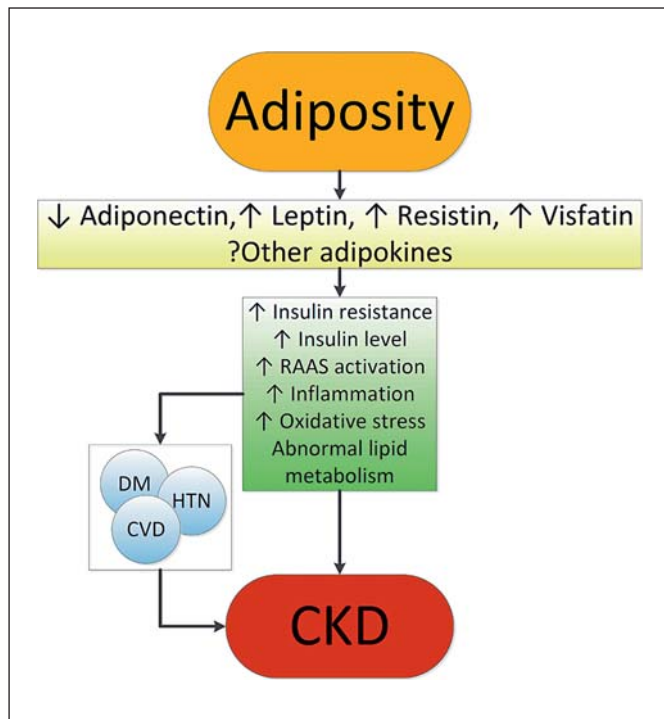 Adiposity
↓ Adiponectin,↑ Leptin, ↑ Resistin, ↑ Visfatin
?Other adipokines
↑ Insulin resistance
↑ Insulin level
↑ RAAS activation
↑ Inflammation
↑ Oxidative stress
Abnormal lipid
metabolism
DM
HTN
CVD
CKD